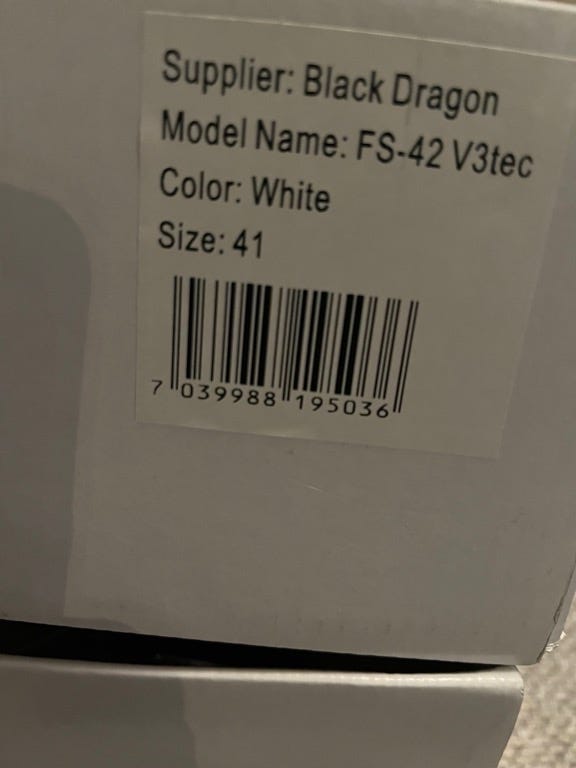 Supplier: Black Dragon
Model Name: FS-42 V3tec
Color: White
Size: 41
7 039988 195036